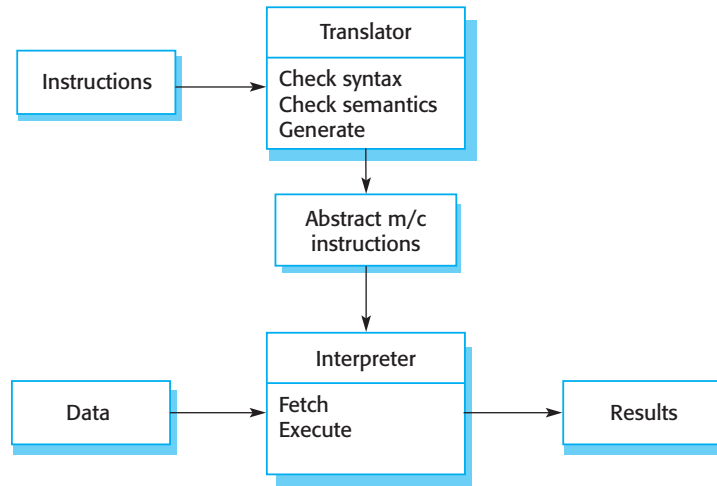 Translator
Instructions
Check syntax
Check semantics
Generate
Abstract m/c
instructions
Interpreter
Data
Fetch
Execute
Results